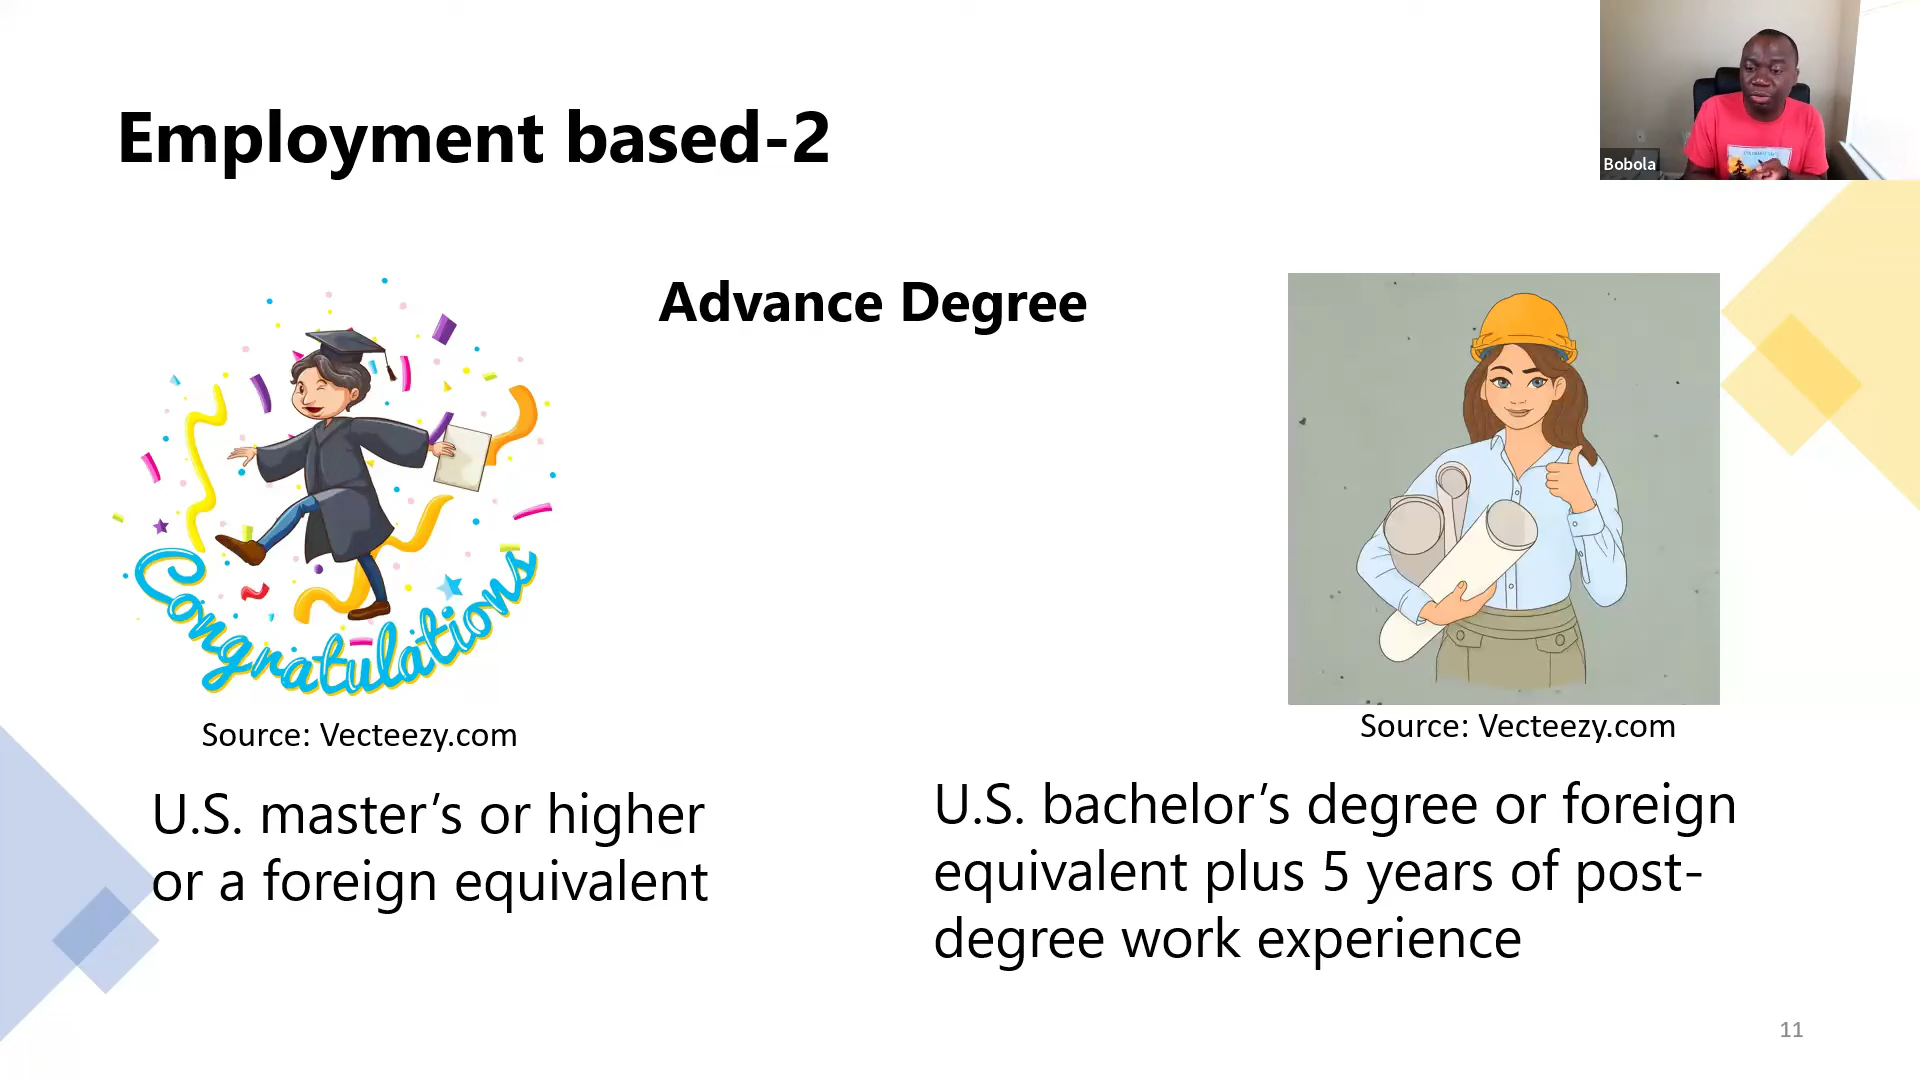 Employment based-2
Bobola
Advance Degree
Congratulations
Source: Vecteezy.com
Source: Vecteezy.com
U.S. master’s or higher
or a foreign equivalent
U.S. bachelor’s degree or foreign
equivalent plus 5 years of post-
degree work experience
11